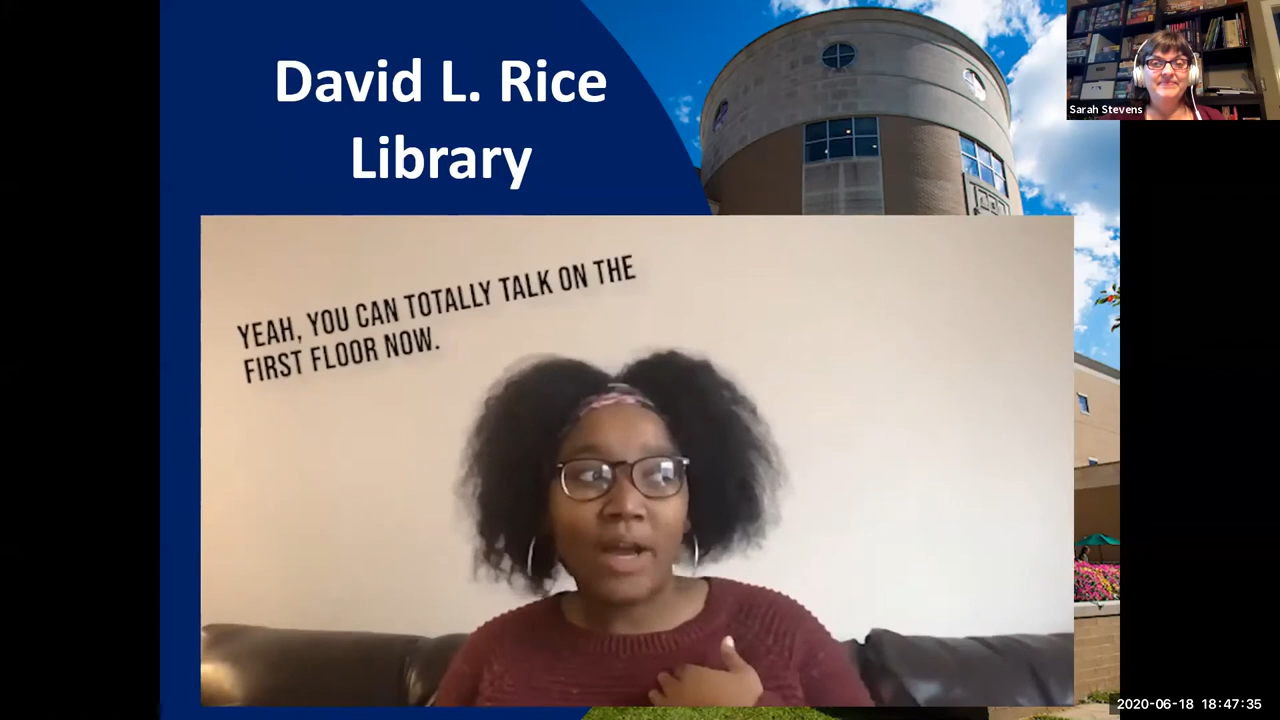 David L. Rice
Library
Sarah Stevens
YEAH, YOU CAN TOTALLY TALK ON THE
FIRST FLOOR NOW.
2020-06-18 18:47:35